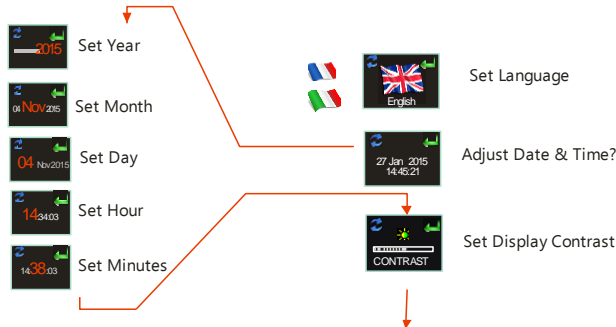 2015
Set Year
04 Nov 2015
Set Month
04 Nov2015
Set Day
14:34:03
Set Hour
14:38:03
Set Minutes
English
Set Language
27 Jan 2015
14:45:21
Adjust Date & Time?
CONTRAST
Set Display Contrast